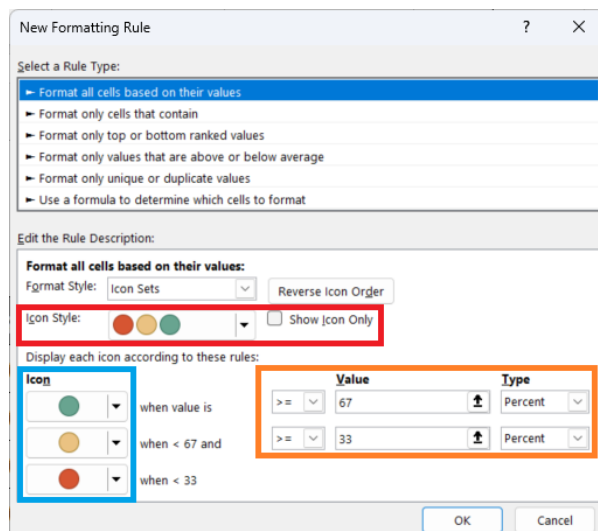 New Formatting Rule ? X
Select a Rule Type:
► Format all cells based on their values
► Format only cells that contain
► Format only top or bottom ranked values
► Format only values that are above or below average
► Format only unique or duplicate values
► Use a formula to determine which cells to format
Edit the Rule Description:
Format all cells based on their values:
Format Style: Icon Sets Reverse Icon Order
Icon Style: Show Icon Only
Display each icon according to these rules:
Icon Value Type
when value is >= 67 Percent
when < 67 and >= 33 Percent
when < 33
OK Cancel